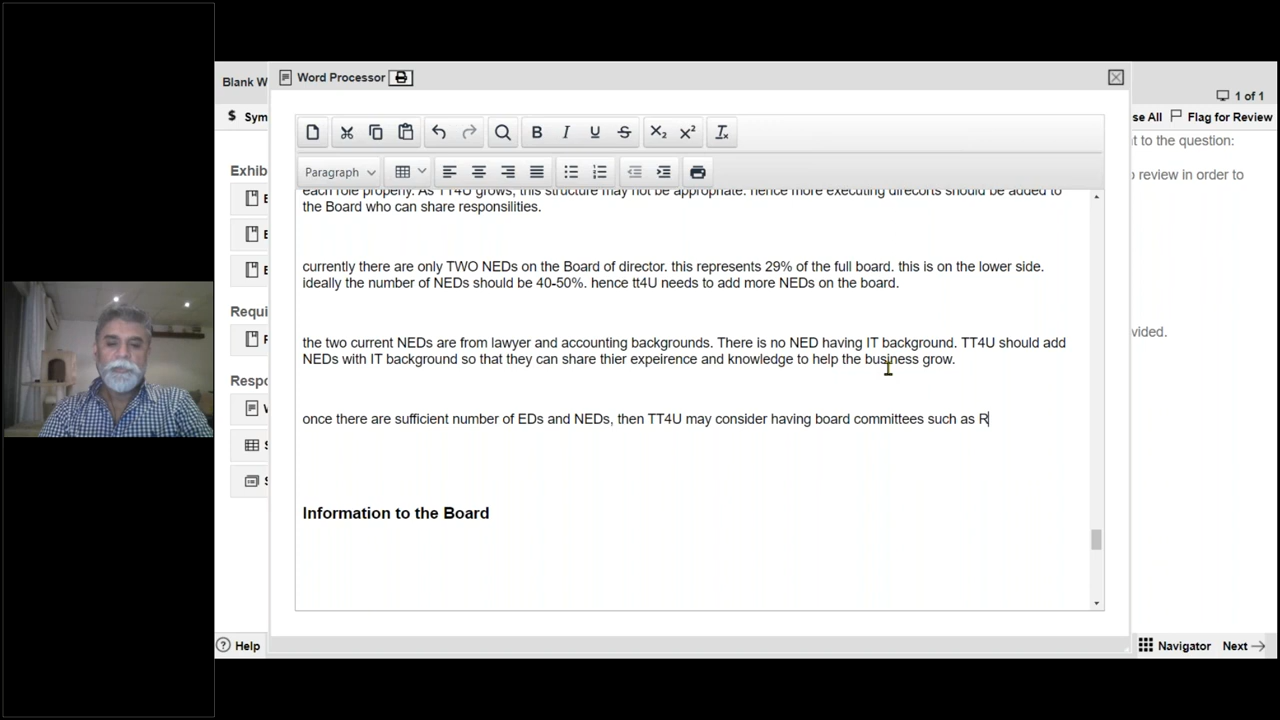 Blank W
Word Processor
1 of 1
$ Sym
se All
Flag for Review
Paragraph
t to the question:
review in order to
Exhib
E
E
E
Requi
vided.
Respo
each role properly. As TT4U grows, this structure may not be appropriate. hence more executing direcorts should be added to
the Board who can share responsilities.
currently there are only TWO NEDs on the Board of director. this represents 29% of the full board. this is on the lower side.
ideally the number of NEDs should be 40-50%. hence tt4U needs to add more NEDs on the board.
the two current NEDs are from lawyer and accounting backgrounds. There is no NED having IT background. TT4U should add
NEDs with IT background so that they can share thier expeirence and knowledge to help the business grow.
once there are sufficient number of EDs and NEDs, then TT4U may consider having board committees such as R
Information to the Board
Help
Navigator
Next